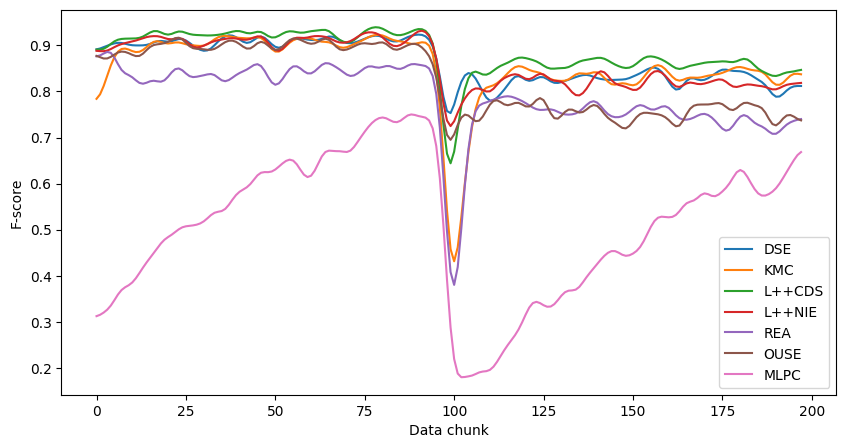 0.9
0.8
0.7
0.6
0.5
0.4
0.3
0.2
F-score
0
25
50
75
100
125
150
175
200
Data chunk
DSE
KMC
L++CDS
L++NIE
REA
OUSE
MLPC